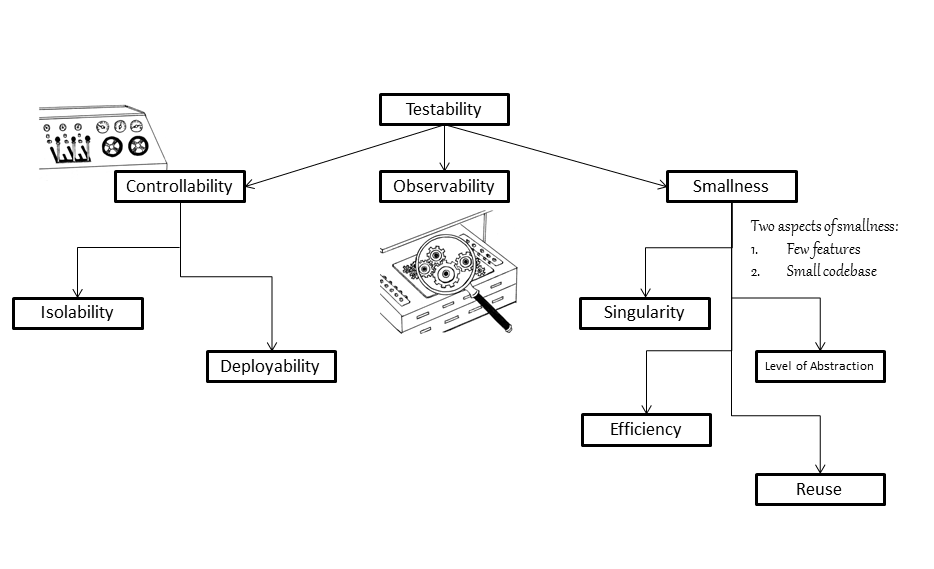 Testability
Controllability
Observability
Smallness
Two aspects of smallness:
1. Few features
2. Small codebase
Isolability
Singularity
Deployability
Level of Abstraction
Efficiency
Reuse